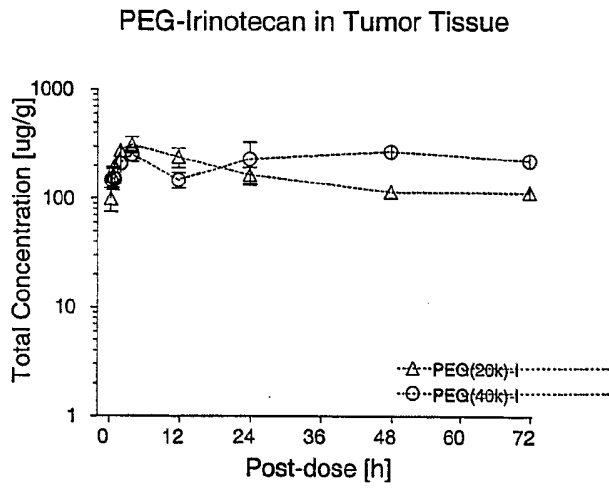 PEG-Irinotecan in Tumor Tissue
Total Concentration [ug/g]
1000
100
10
1
0
12
24
36
48
60
72
Post-dose [h]
PEG(20k)-I
PEG(40k)-I